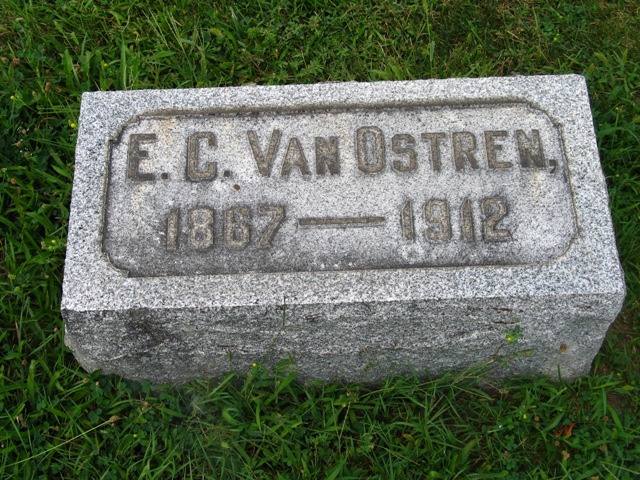 E. C. VAN OSTREN,
1867 — 1912